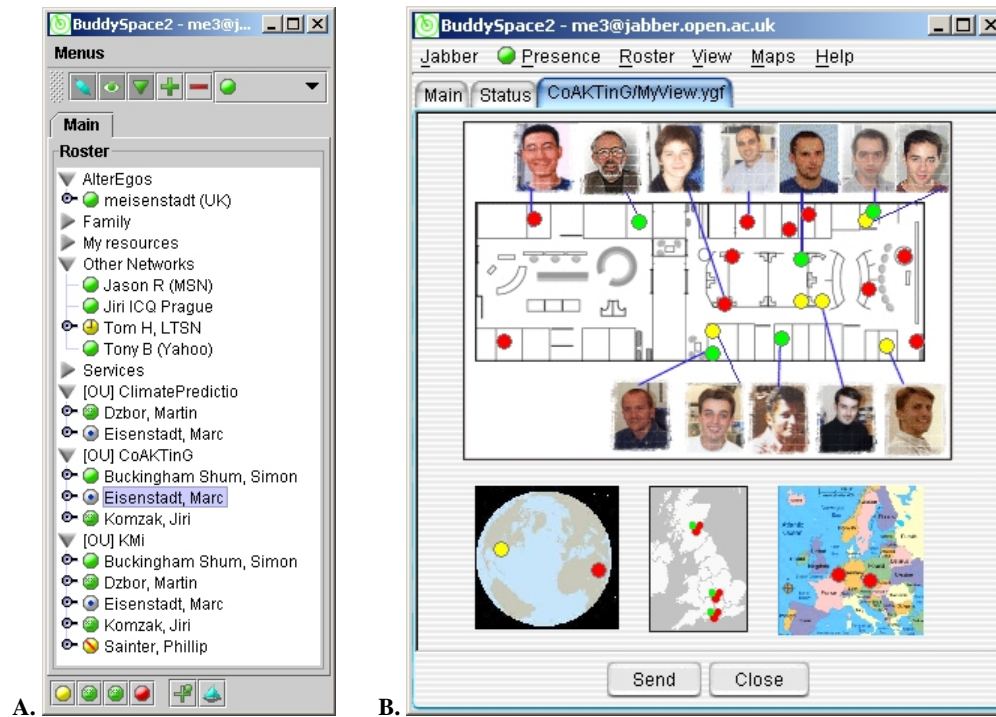 BuddySpace2 - me3@j...
Menus
Main
Roster
AlterEgos
meisenstadt (UK)
Family
My resources
Other Networks
Jason R (MSN)
Jiri ICQ Prague
Tom H, LTSN
Tony B (Yahoo)
Services
[OU] ClimatePredictio
Dzbor, Martin
Eisenstadt, Marc
[OU] CoAKTinG
Buckingham Shum, Simon
Eisenstadt, Marc
Komzak, Jiri
[OU] KMi
Buckingham Shum, Simon
Dzbor, Martin
Eisenstadt, Marc
Komzak, Jiri
Sainter, Phillip
A.
BuddySpace2 - me3@jabber.open.ac.uk
Jabber Presence Roster View Maps Help
Main Status CoAKTinG/MyView.ygf
Send Close
B.